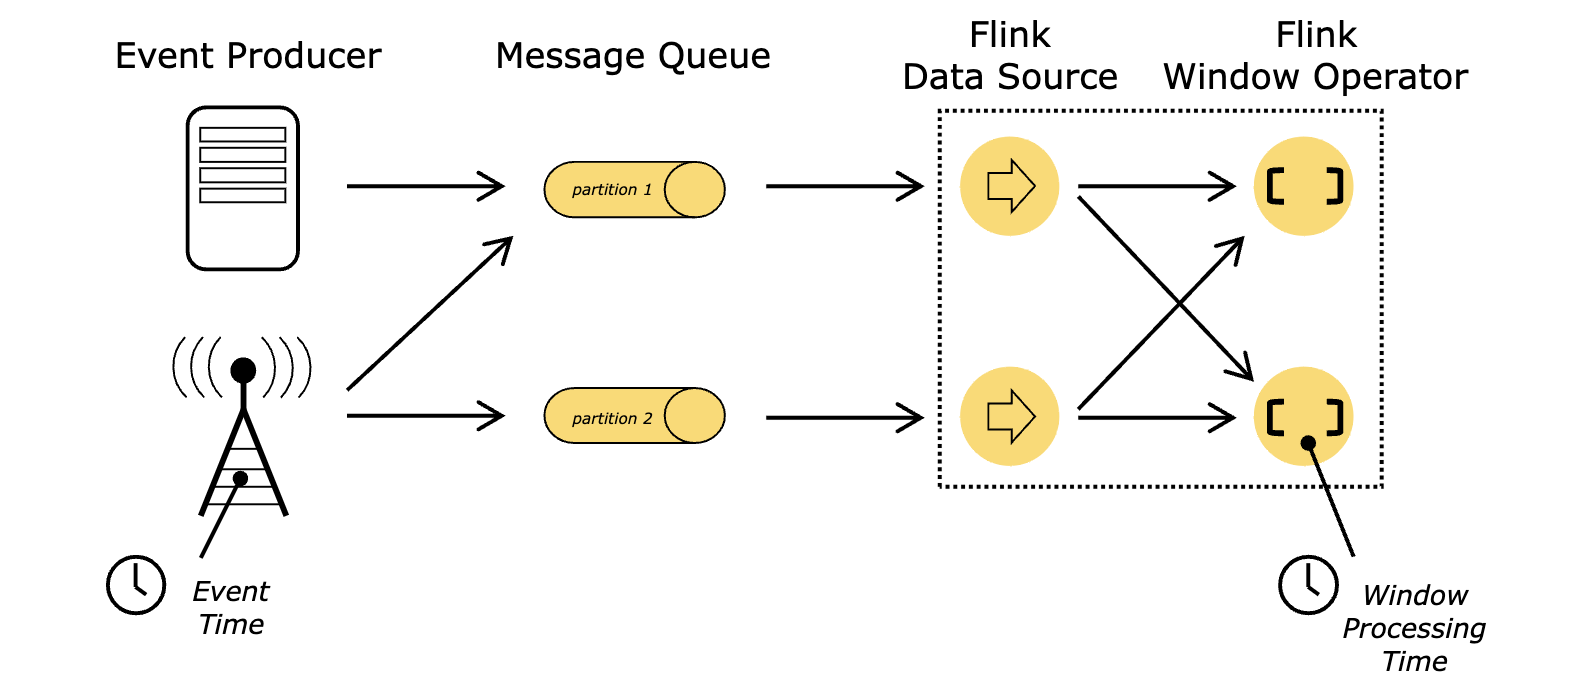 Event Producer
Message Queue
Flink
Data Source
Flink
Window Operator
partition 1
partition 2
Event
Time
Window
Processing
Time